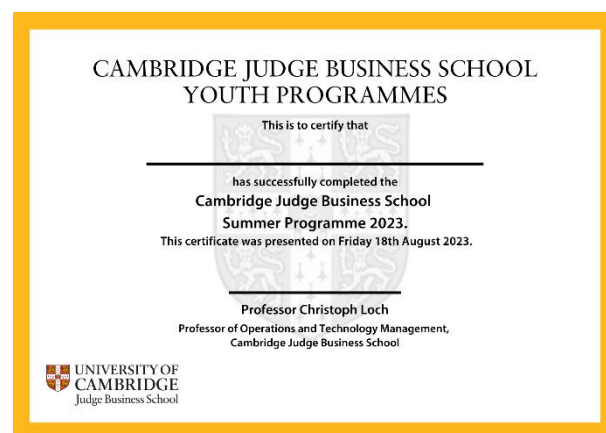 CAMBRIDGE JUDGE BUSINESS SCHOOL
YOUTH PROGRAMMES
This is to certify that
has successfully completed the
Cambridge Judge Business School
Summer Programme 2023.
This certificate was presented on Friday 18th August 2023.
Professor Christoph Loch
Professor of Operations and Technology Management,
Cambridge Judge Business School
UNIVERSITY OF
CAMBRIDGE
Judge Business School